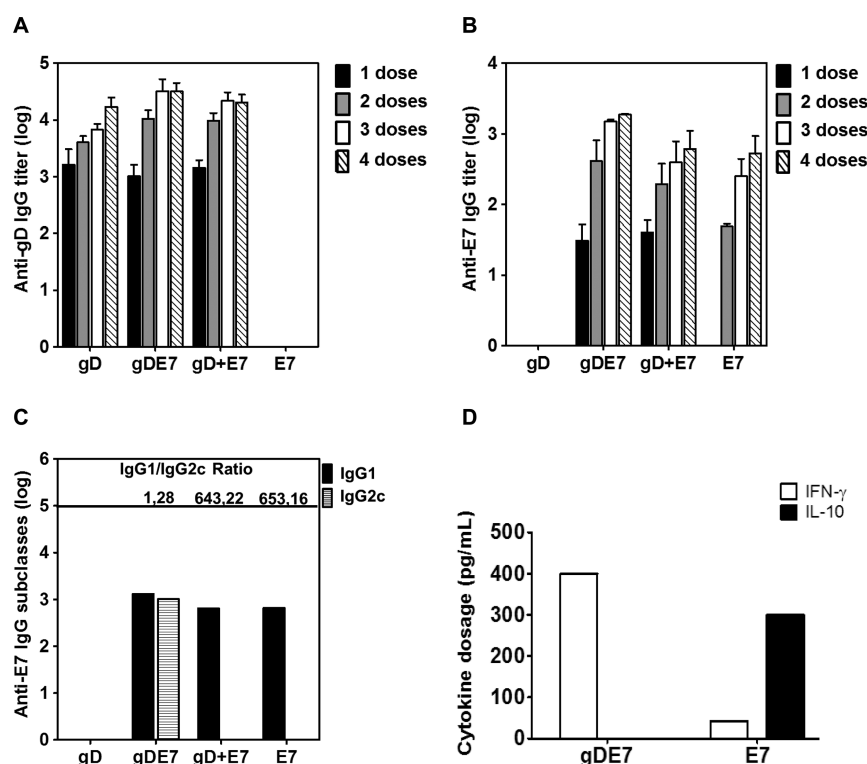 A
Anti-gD IgG titer (log)
5
4
3
2
1
0
gD gDE7 gD+E7 E7
1 dose
2 doses
3 doses
4 doses
B
Anti-E7 IgG titer (log)
4
3
2
1
0
gD gDE7 gD+E7 E7
1 dose
2 doses
3 doses
4 doses
C
Anti-E7 IgG subclasses (log)
6
5
4
3
2
1
0
IgG1/IgG2c Ratio
1,28 643,22 653,16
gD gDE7 gD+E7 E7
IgG1
IgG2c
D
Cytokine dosage (pg/mL)
500
400
300
200
100
0
gDE7 E7
IFN-γ
IL-10